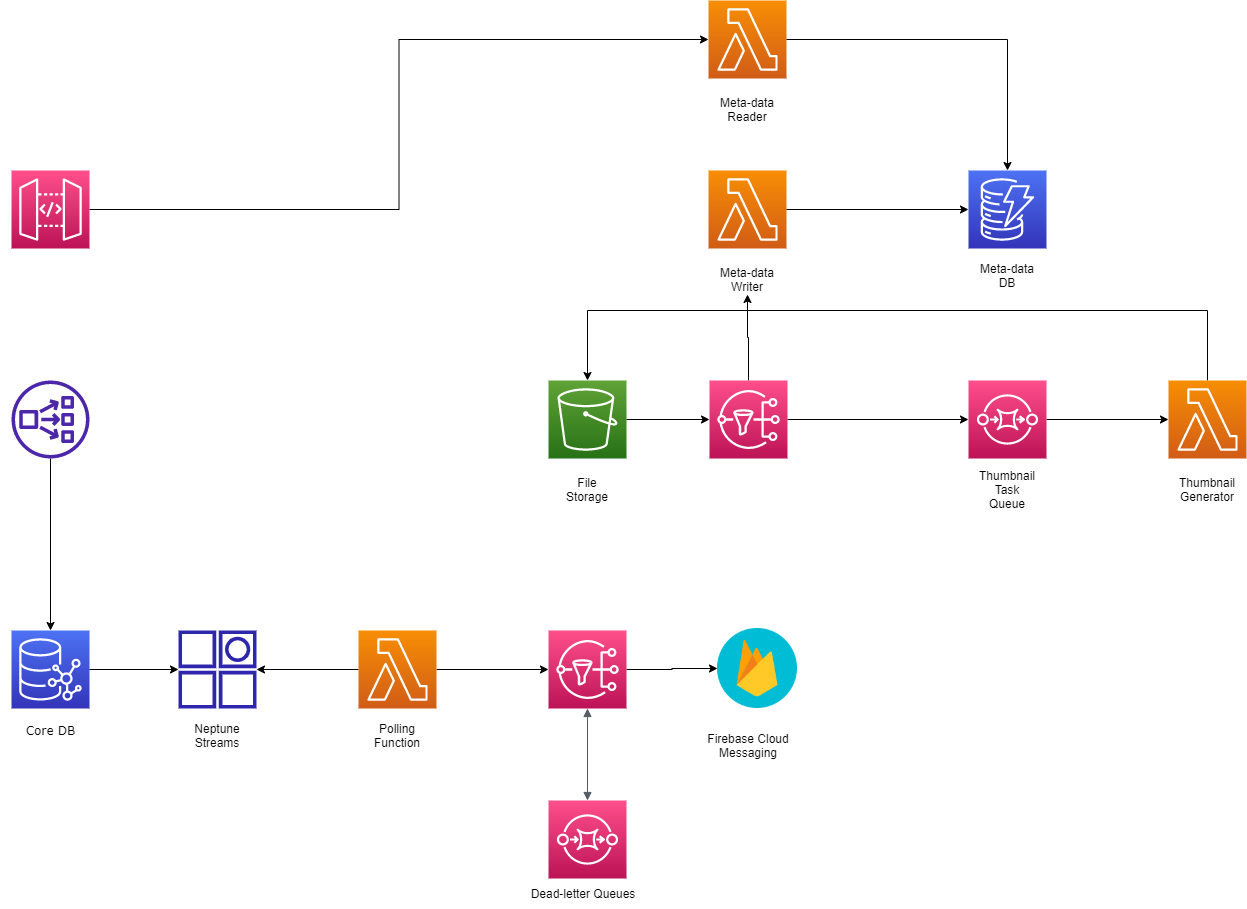 Meta-data
Reader
</>
Meta-data
Writer
Meta-data
DB
File
Storage
Thumbnail
Task
Queue
Thumbnail
Generator
Core DB
Neptune
Streams
Polling
Function
Firebase Cloud
Messaging
Dead-letter Queues